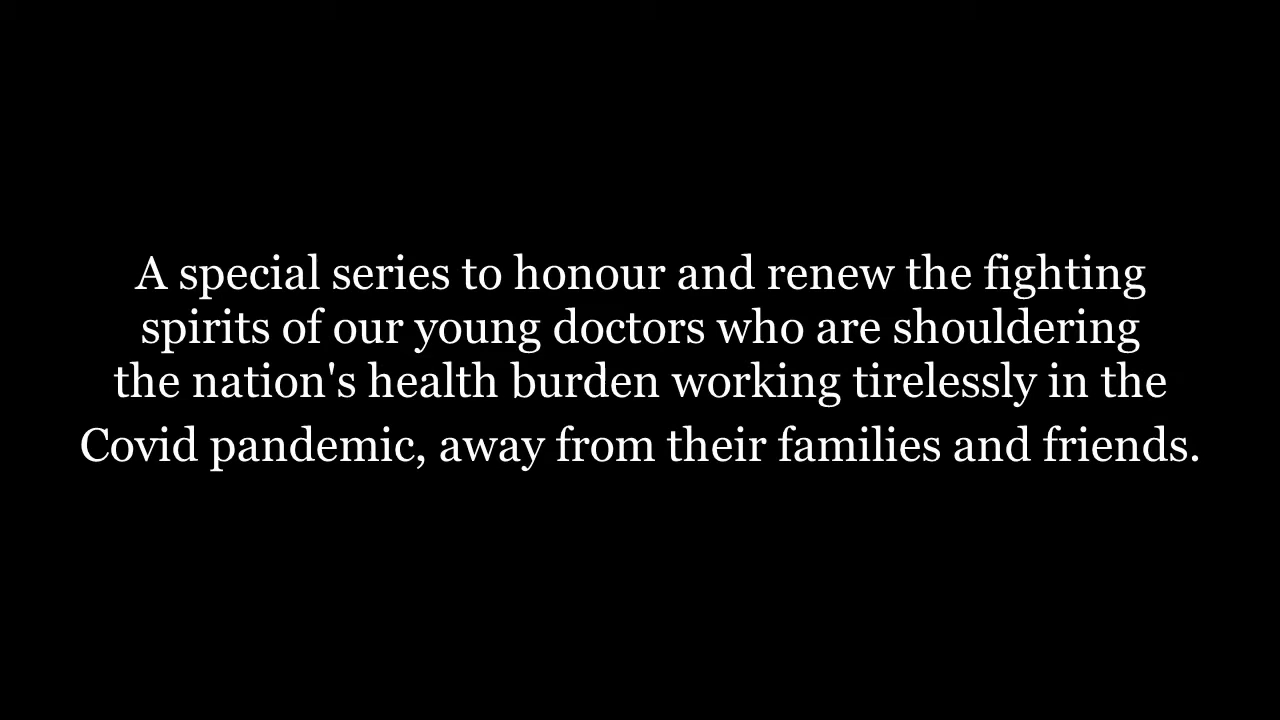 A special series to honour and renew the fighting
spirits of our young doctors who are shouldering
the nation's health burden working tirelessly in the
Covid pandemic, away from their families and friends.